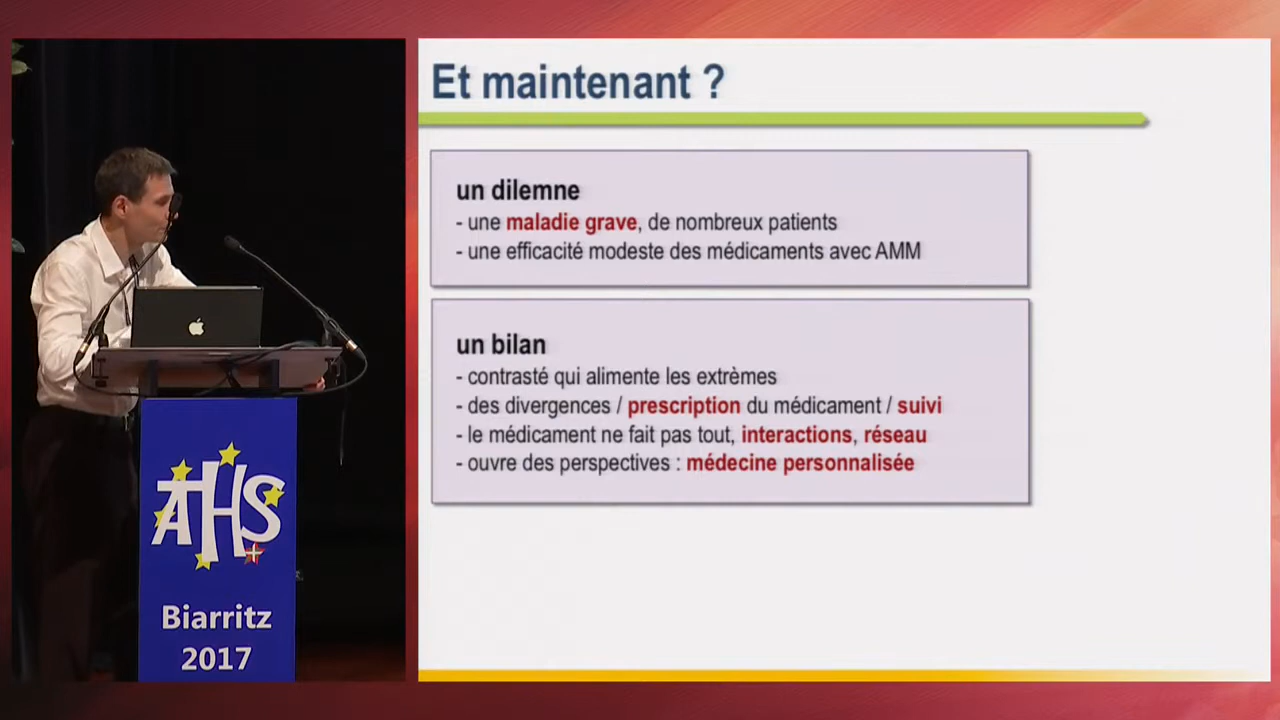 Et maintenant ?
un dilemne
- une maladie grave, de nombreux patients
- une efficacité modeste des médicaments avec AMM
un bilan
- contrasté qui alimente les extrêmes
- des divergences / prescription du médicament / suivi
- le médicament ne fait pas tout, interactions, réseau
- ouvre des perspectives : médecine personnalisée
ATHS
Biarritz
2017